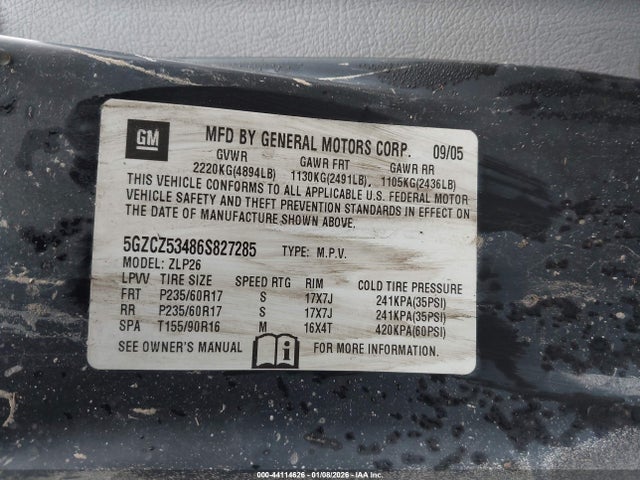 GM
MFD BY GENERAL MOTORS CORP. 09/05
GVWR GAWR FRT GAWR RR
2220KG(4894LB) 1130KG(2491LB) 1105KG(2436LB)
THIS VEHICLE CONFORMS TO ALL APPLICABLE U.S. FEDERAL MOTOR
VEHICLE SAFETY AND THEFT PREVENTION STANDARDS IN EFFECT ON
THE DATE OF MANUFACTURE SHOWN ABOVE.
5GZCZ53486S827285 TYPE: M.P.V.
MODEL: ZLP26
LPVV TIRE SIZE SPEED RTG RIM COLD TIRE PRESSURE
FRT P235/60R17 S 17X7J 241KPA(35PSI)
RR P235/60R17 S 17X7J 241KPA(35PSI)
SPA T155/90R16 M 16X4T 420KPA(60PSI)
SEE OWNER'S MANUAL i FOR MORE INFORMATION.
000-44114626 - 01/08/2026 - IAA Inc.